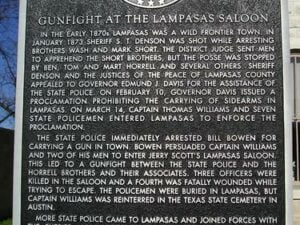 GUNFIGHT AT THE LAMPASAS SALOON
IN THE EARLY 1870s LAMPASAS WAS A WILD FRONTIER TOWN. IN
JANUARY 1873 SHERIFF S. T. DENSON WAS SHOT WHILE ARRESTING
BROTHERS WASH AND MARK SHORT. THE DISTRICT JUDGE SENT MEN
TO APPREHEND THE SHORT BROTHERS, BUT THE POSSE WAS STOPPED
BY BEN, TOM AND MART HORRELL AND SEVERAL OTHERS. SHERIFF
DENSON AND THE JUSTICES OF THE PEACE OF LAMPASAS COUNTY
APPEALED TO GOVERNOR EDMUND J. DAVIS FOR THE ASSISTANCE OF
THE STATE POLICE. ON FEBRUARY 10, GOVERNOR DAVIS ISSUED A
PROCLAMATION PROHIBITING THE CARRYING OF SIDEARMS IN
LAMPASAS. ON MARCH 14, CAPTAIN THOMAS WILLIAMS AND SEVEN
STATE POLICEMEN ENTERED LAMPASAS TO ENFORCE THE
PROCLAMATION.
THE STATE POLICE IMMEDIATELY ARRESTED BILL BOWEN FOR
CARRYING A GUN IN TOWN. BOWEN PERSUADED CAPTAIN WILLIAMS
AND TWO OF HIS MEN TO ENTER JERRY SCOTT'S LAMPASAS SALOON.
THIS LED TO A GUNFIGHT BETWEEN THE STATE POLICE AND THE
HORRELL BROTHERS AND THEIR ASSOCIATES. THREE OFFICERS WERE
KILLED IN THE SALOON AND A FOURTH WAS FATALLY WOUNDED WHILE
TRYING TO ESCAPE. THE POLICEMEN WERE BURIED IN LAMPASAS, BUT
CAPTAIN WILLIAMS WAS REINTERRED IN THE TEXAS STATE CEMETERY IN
AUSTIN.
MORE STATE POLICE CAME TO LAMPASAS AND JOINED FORCES WITH